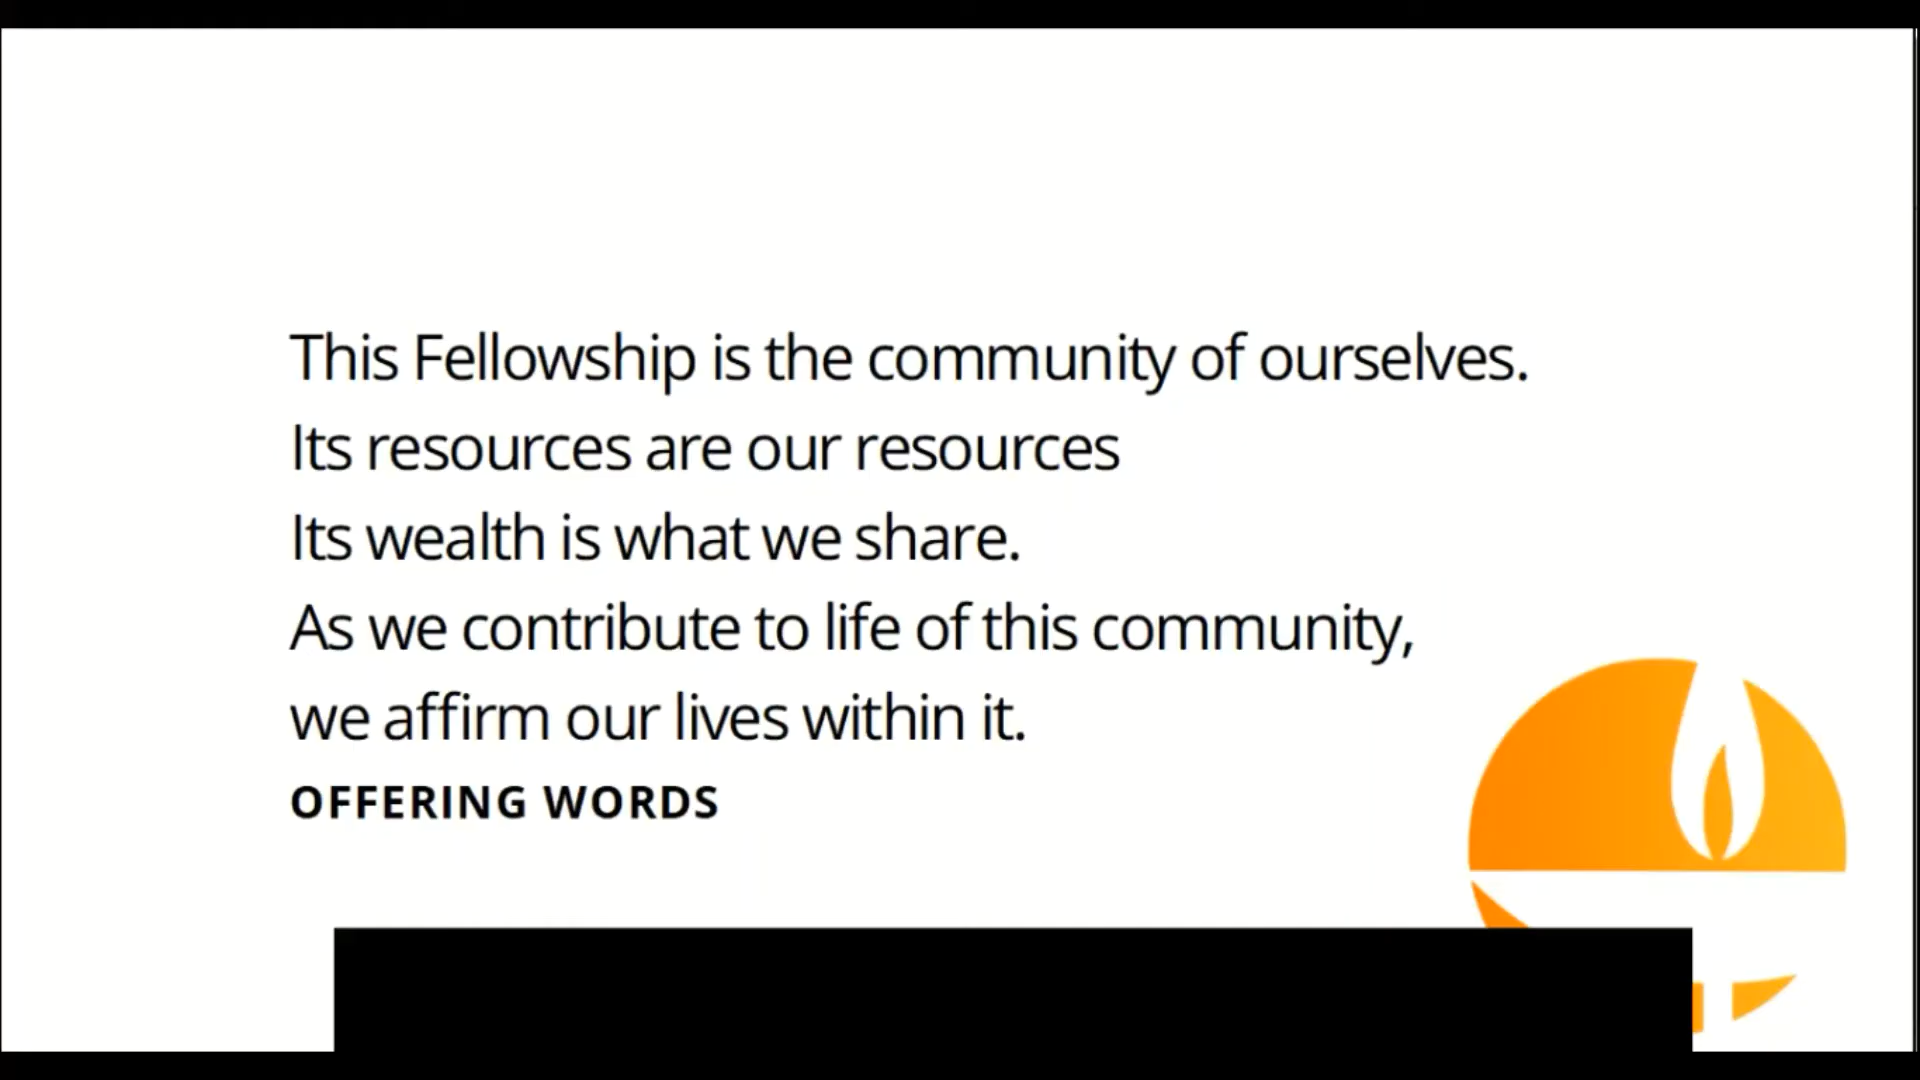 This Fellowship is the community of ourselves.
Its resources are our resources
Its wealth is what we share.
As we contribute to life of this community,
we affirm our lives within it.
OFFERING WORDS